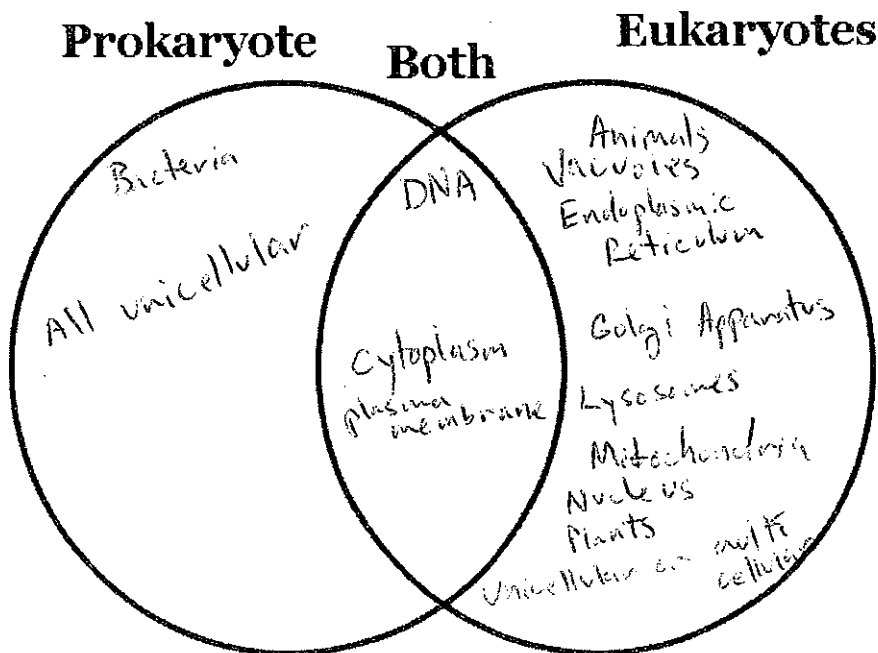 Prokaryote
Both
Eukaryotes
Bacteria
All unicellular
DNA
Cytoplasm
plasma
membrane
Animals
Vacuoles
Endoplasmic
Reticulum
Golgi Apparatus
Lysosomes
Mitochondria
Nucleus
Plants
Unicellular or multi
cellular